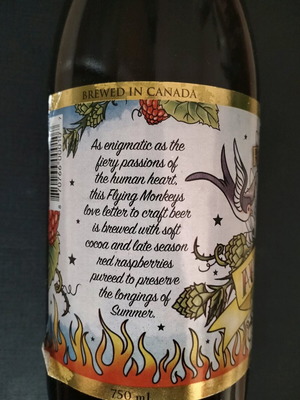 BREWED IN CANADA
As enigmatic as the
fiery passions of
the human heart,
this Flying Monkeys
love letter to craft beer
is brewed with soft
cocoa and late season
red raspberries
pureed to preserve
the longings of
Summer.
750 ml